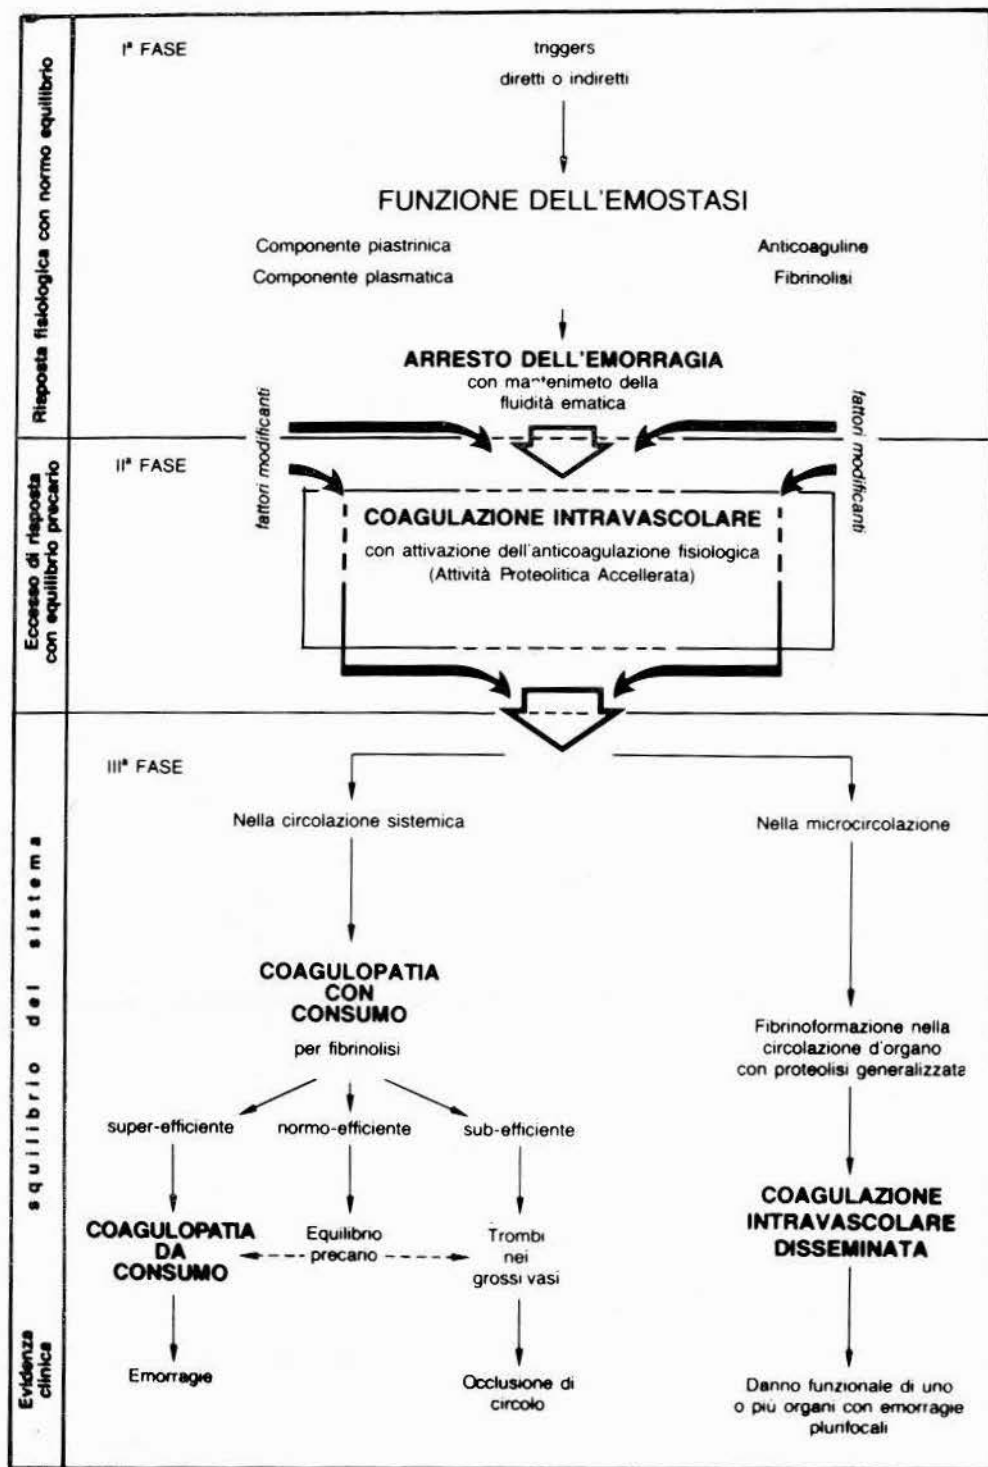 Iª FASE
triggers
diretti o indiretti
FUNZIONE DELL'EMOSTASI
Componente piastrinica
Anticoaguline
Componente plasmatica
Fibrinolisi
ARRESTO DELL'EMORRAGIA
con mantenimeto della
fluidità ematica
Risposta fisiologica con normo equilibrio
fattori modificanti
fattori modificanti
IIª FASE
COAGULAZIONE INTRAVASCOLARE
con attivazione dell'anticoagulazione fisiologica
(Attività Proteolitica Accellerata)
Eccesso di risposta
con equilibrio precario
IIIª FASE
Nella circolazione sistemica
Nella microcircolazione
COAGULOPATIA
CON
CONSUMO
per fibrinolisi
Fibrinoformazione nella
circolazione d'organo
con proteolisi generalizzata
super-efficiente
normo-efficiente
sub-efficiente
COAGULOPATIA
DA
CONSUMO
Equilibrio
precario
Trombi
nei
grossi vasi
COAGULAZIONE
INTRAVASCOLARE
DISSEMINATA
squilibrio del sistema
Emorragie
Occlusione di
circolo
Danno funzionale di uno
o più organi con emorragie
plurifocali
Evidenza
clinica